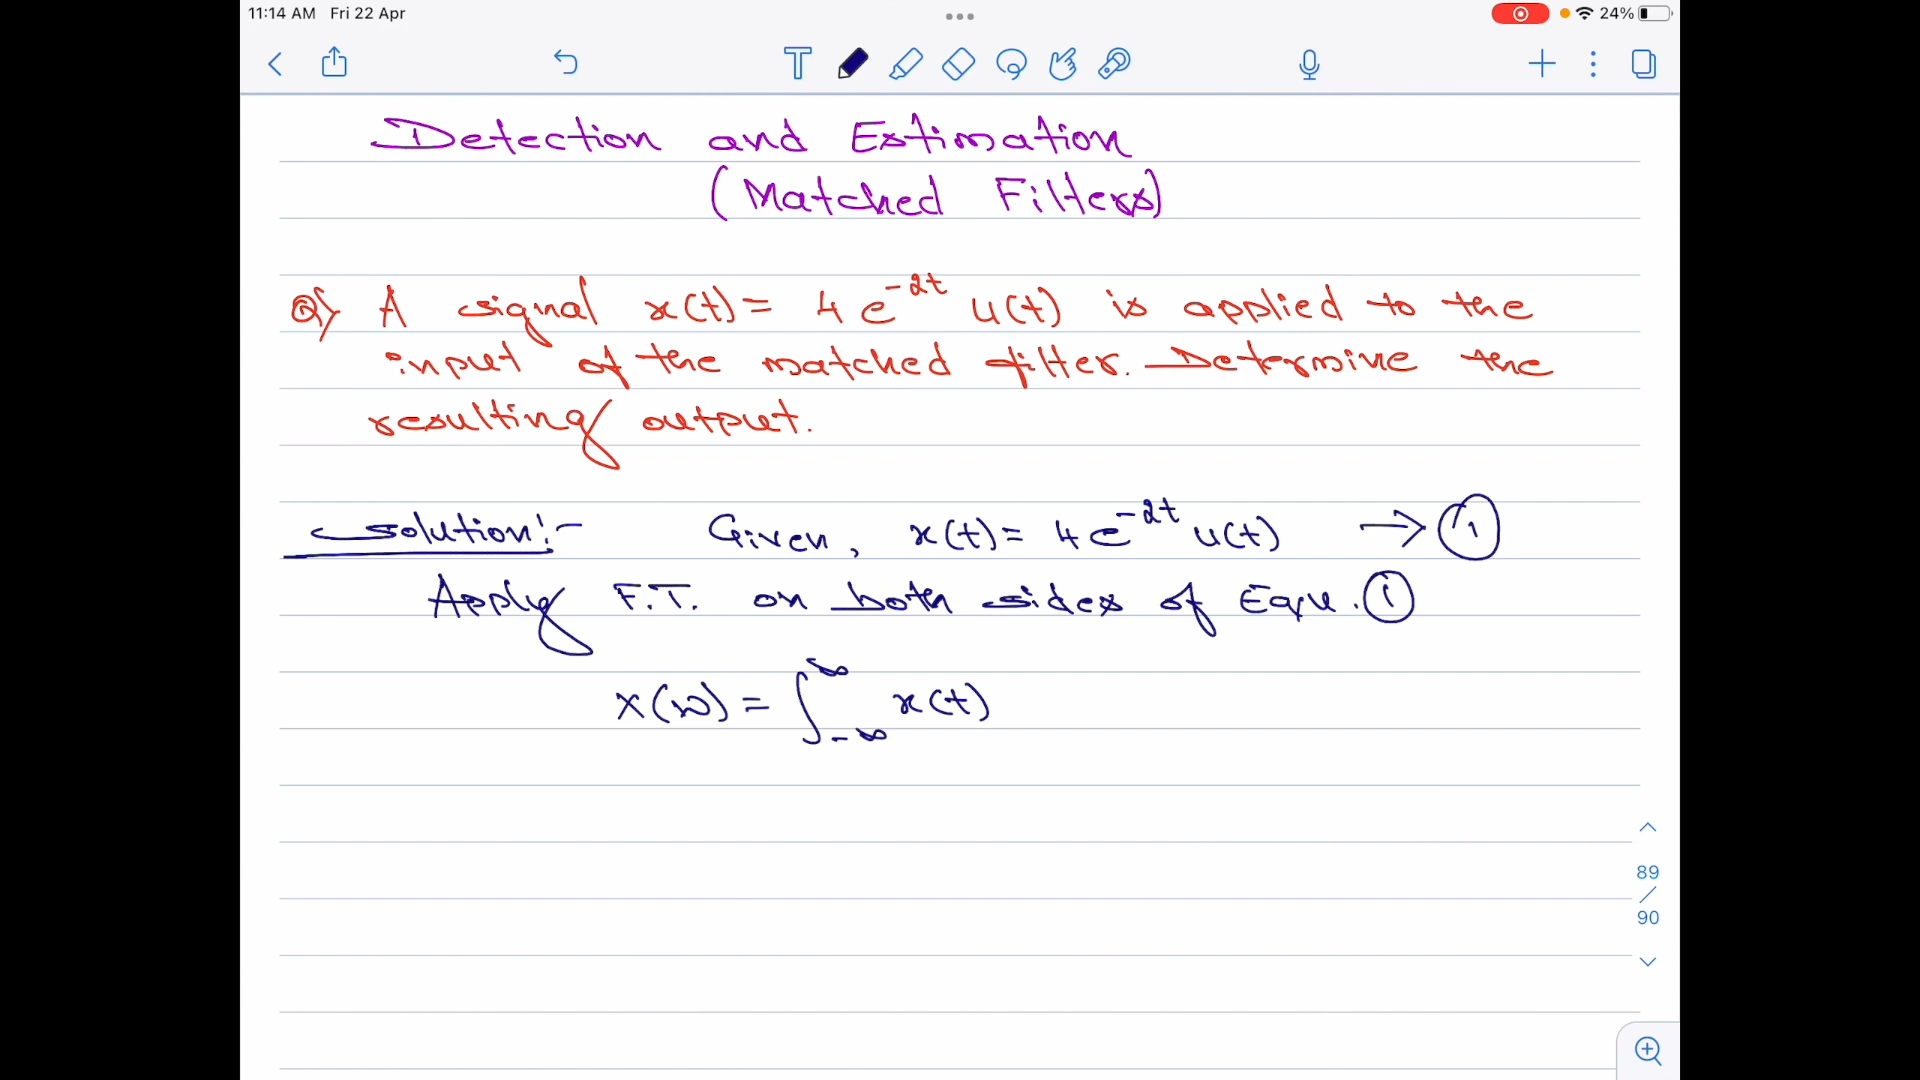 11:14 AM Fri 22 Apr
24%
Detection and Estimation
(Matched Filters)
Q) A signal x(t) = 4 e^{-2t} u(t) is applied to the
input of the matched filter. Determine the
resulting output.
Solution:- Given, x(t) = 4 e^{-2t} u(t) → ①
Apply F.T. on both sides of Equ. ①
X(ω) = ∫_{-∞}^{∞} x(t)
89
/
90